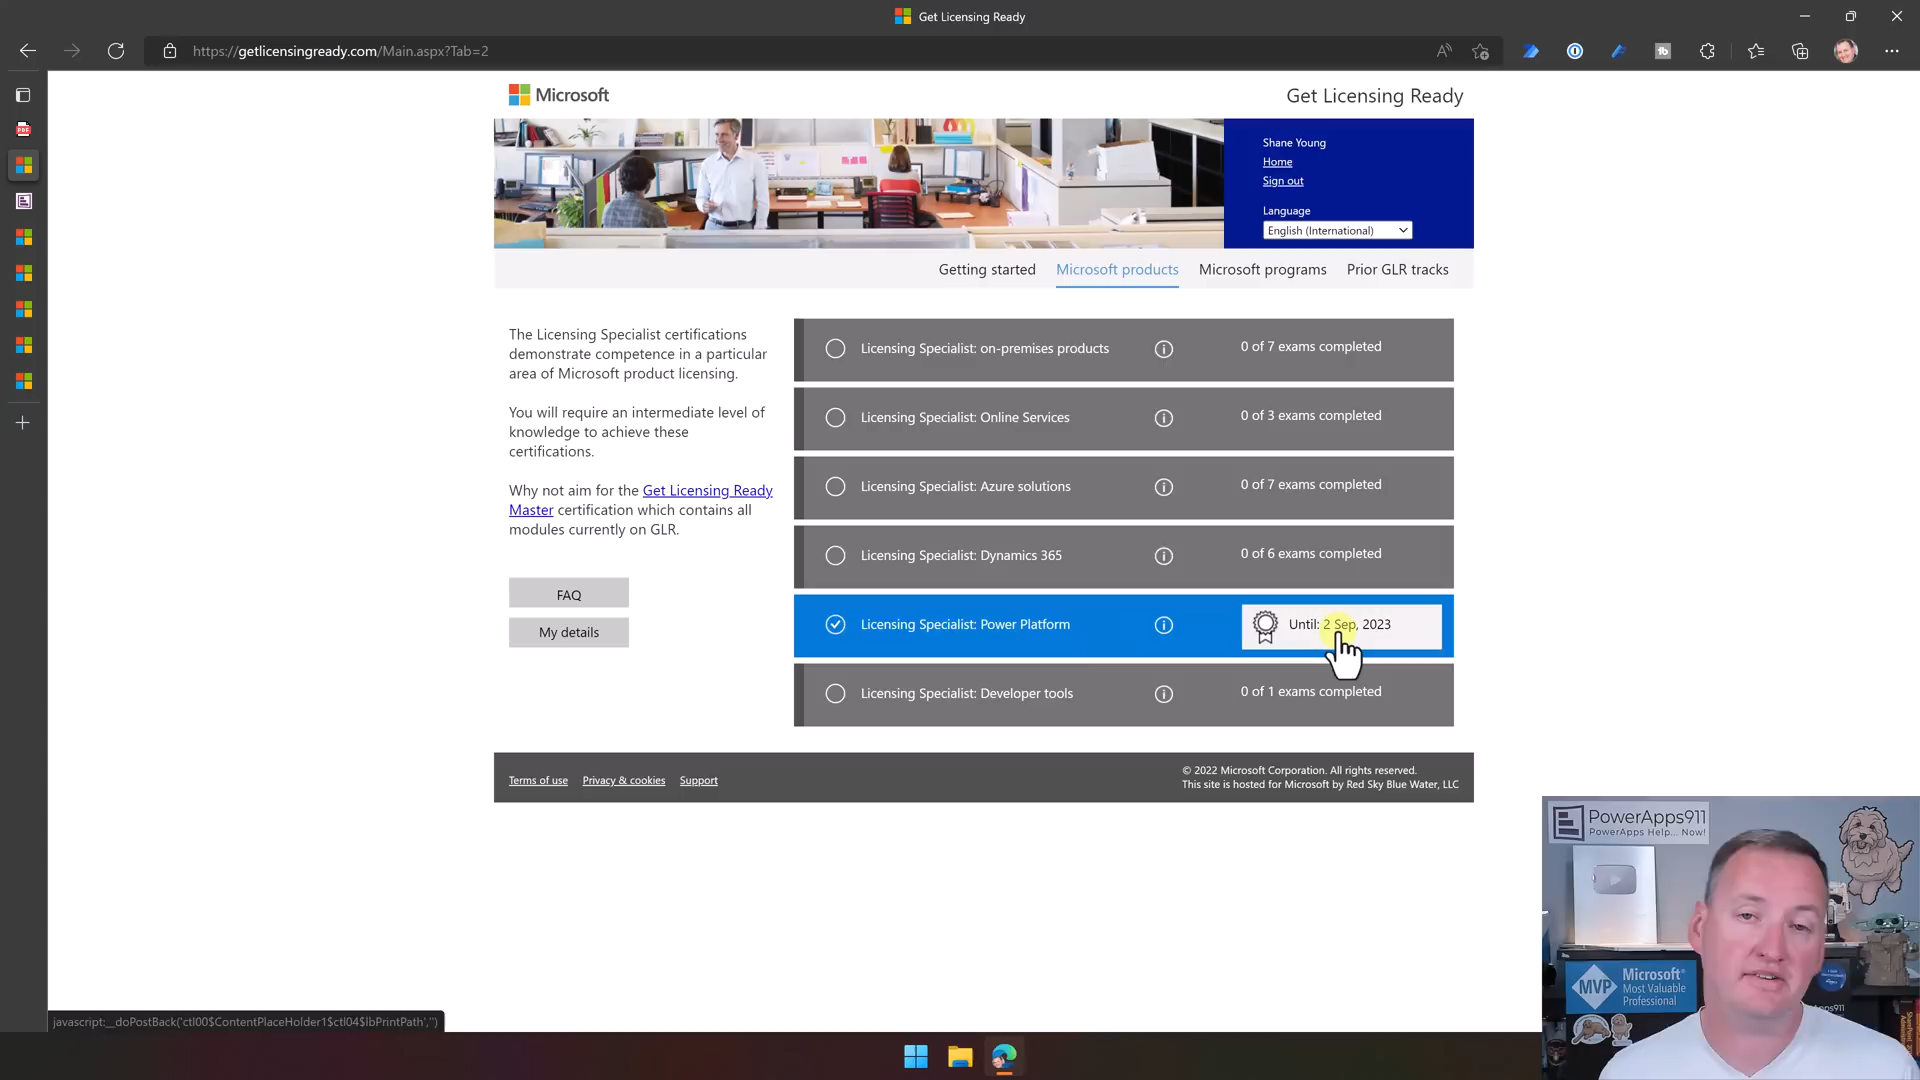 Get Licensing Ready
https://getlicensingready.com/Main.aspx?Tab=2
Microsoft
Get Licensing Ready
Shane Young
Home
Sign out
Language
English (International)
Getting started
Microsoft products
Microsoft programs
Prior GLR tracks
The Licensing Specialist certifications
demonstrate competence in a particular
area of Microsoft product licensing.
You will require an intermediate level of
knowledge to achieve these
certifications.
Why not aim for the Get Licensing Ready
Master certification which contains all
modules currently on GLR.
FAQ
My details
Licensing Specialist: on-premises products
0 of 7 exams completed
Licensing Specialist: Online Services
0 of 3 exams completed
Licensing Specialist: Azure solutions
0 of 7 exams completed
Licensing Specialist: Dynamics 365
0 of 6 exams completed
Licensing Specialist: Power Platform
Until: 2 Sep, 2023
Licensing Specialist: Developer tools
0 of 1 exams completed
Terms of use
Privacy & cookies
Support
© 2022 Microsoft Corporation. All rights reserved.
This site is hosted for Microsoft by Red Sky Blue Water, LLC
PowerApps911
PowerApps Help... Now!
MVP
Microsoft®
Most Valuable
Professional
javascript:__doPostBack('ctl00$ContentPlaceHolder1$ctl04$lbPrintPath','')